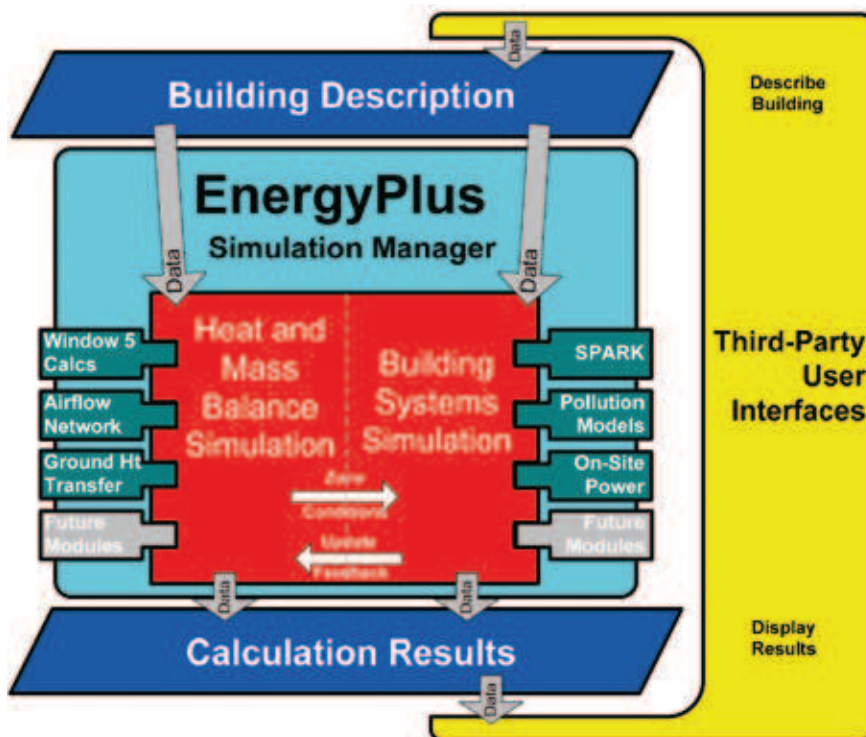 Data
Building Description
Describe
Building
EnergyPlus
Simulation Manager
Data
Data
Heat and
Mass
Balance
Simulation
Building
Systems
Simulation
Window 5
Calcs
Airflow
Network
Ground Ht
Transfer
Future
Modules
SPARK
Pollution
Models
On-Site
Power
Future
Modules
Zone
Conditions
Update
Feedback
Third-Party
User
Interfaces
Data
Data
Calculation Results
Display
Results
Data